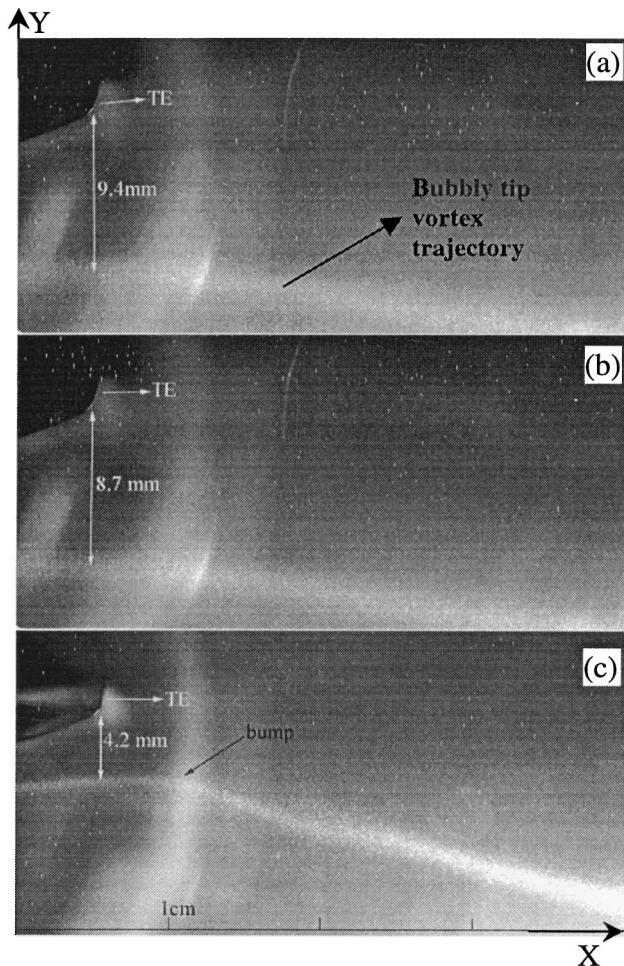 Y
(a)
TE
9.4mm
Bubbly tip
vortex
trajectory
(b)
TE
8.7 mm
(c)
TE
4.2 mm
bump
1cm
X